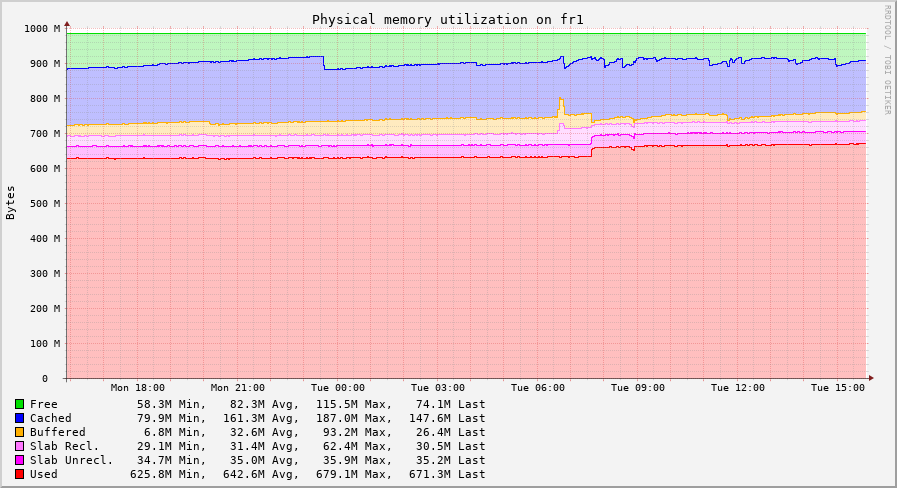 Physical memory utilization on fr1
RRDTOOL / TOBI OETIKER
Bytes
1000 M
900 M
800 M
700 M
600 M
500 M
400 M
300 M
200 M
100 M
0
Mon 18:00 Mon 21:00 Tue 00:00 Tue 03:00 Tue 06:00 Tue 09:00 Tue 12:00 Tue 15:00
Free 58.3M Min, 82.3M Avg, 115.5M Max, 74.1M Last
Cached 79.9M Min, 161.3M Avg, 187.0M Max, 147.6M Last
Buffered 6.8M Min, 32.6M Avg, 93.2M Max, 26.4M Last
Slab Recl. 29.1M Min, 31.4M Avg, 62.4M Max, 30.5M Last
Slab Unrecl. 34.7M Min, 35.0M Avg, 35.9M Max, 35.2M Last
Used 625.8M Min, 642.6M Avg, 679.1M Max, 671.3M Last